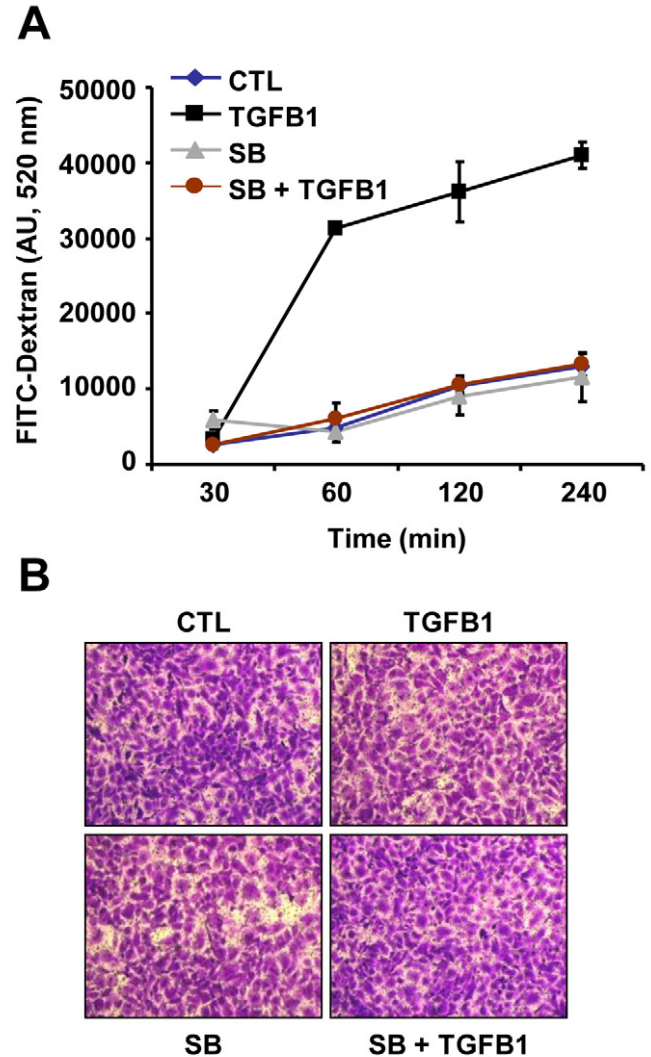 A
FITC-Dextran (AU, 520 nm)
50000
40000
30000
20000
10000
0
CTL
TGFB1
SB
SB + TGFB1
30 60 120 240
Time (min)
B
CTL TGFB1
SB SB + TGFB1